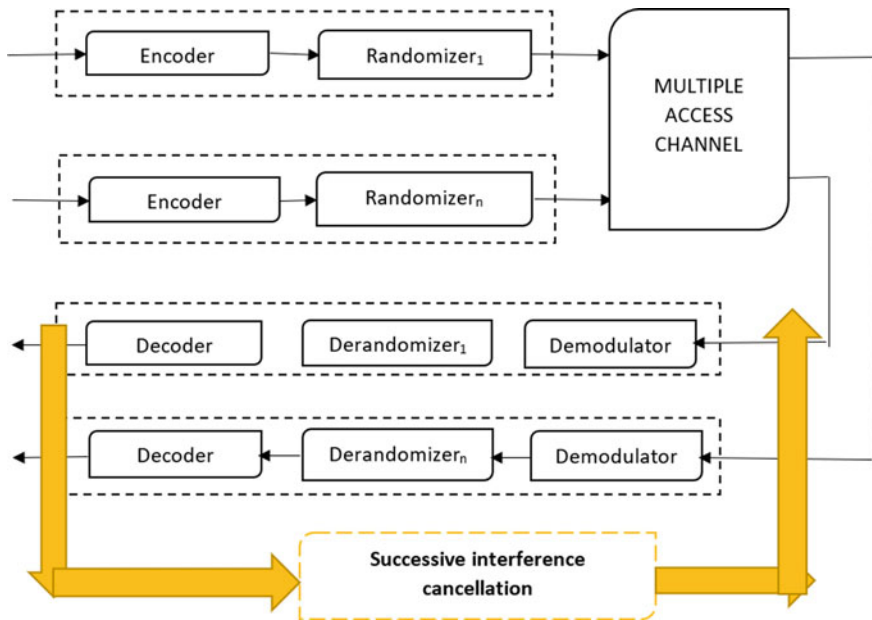 Encoder
Randomizer₁
MULTIPLE
ACCESS
CHANNEL
Encoder
Randomizerₙ
Decoder
Derandomizer₁
Demodulator
Decoder
Derandomizerₙ
Demodulator
Successive interference
cancellation